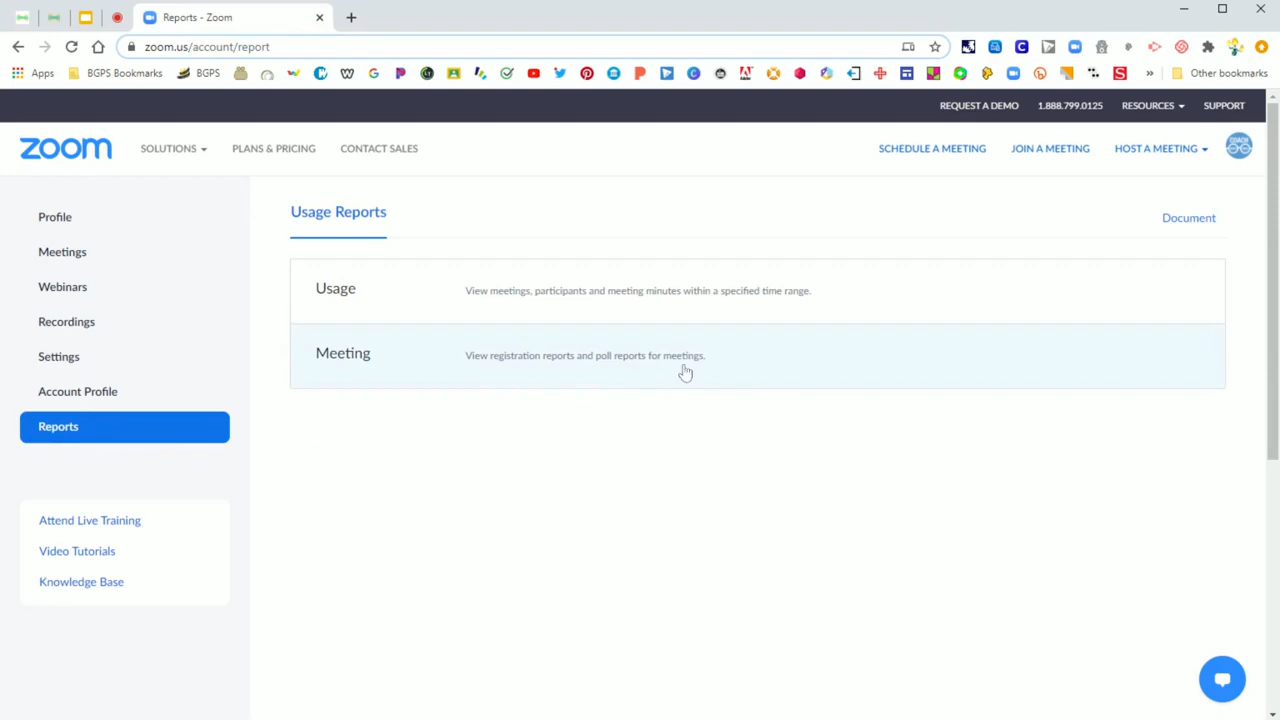 Reports - Zoom
zoom.us/account/report
Apps BGPS Bookmarks BGPS Other bookmarks
REQUEST A DEMO 1.888.799.0125 RESOURCES SUPPORT
zoom SOLUTIONS PLANS & PRICING CONTACT SALES SCHEDULE A MEETING JOIN A MEETING HOST A MEETING COACH
Profile
Meetings
Webinars
Recordings
Settings
Account Profile
Reports
Attend Live Training
Video Tutorials
Knowledge Base
Usage Reports
Document
Usage View meetings, participants and meeting minutes within a specified time range.
Meeting View registration reports and poll reports for meetings.